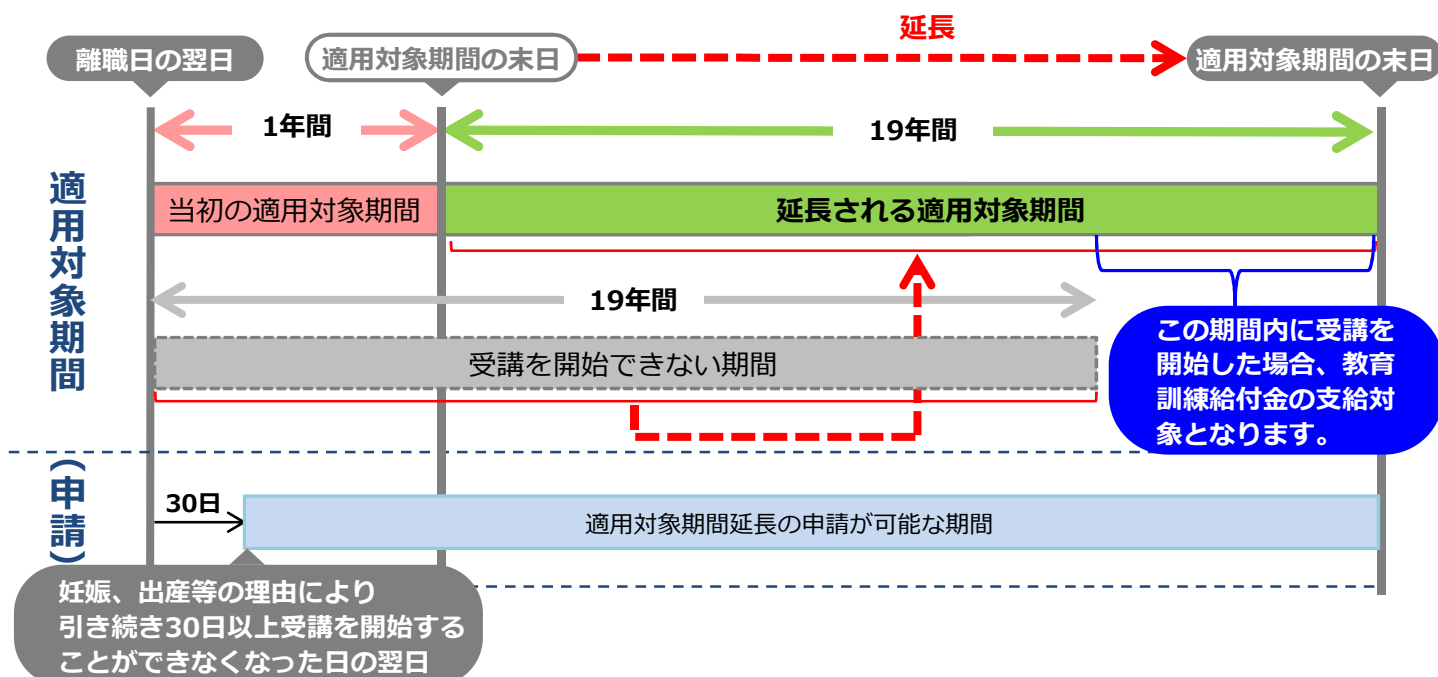 延長
離職日の翌日
適用対象期間の末日
適用対象期間の末日
1年間
19年間
適用対象期間
当初の適用対象期間
延長される適用対象期間
19年間
受講を開始できない期間
この期間内に受講を
開始した場合、教育
訓練給付金の支給対
象となります。
（申請）
30日
適用対象期間延長の申請が可能な期間
妊娠、出産等の理由により
引き続き30日以上受講を開始する
ことができなくなった日の翌日